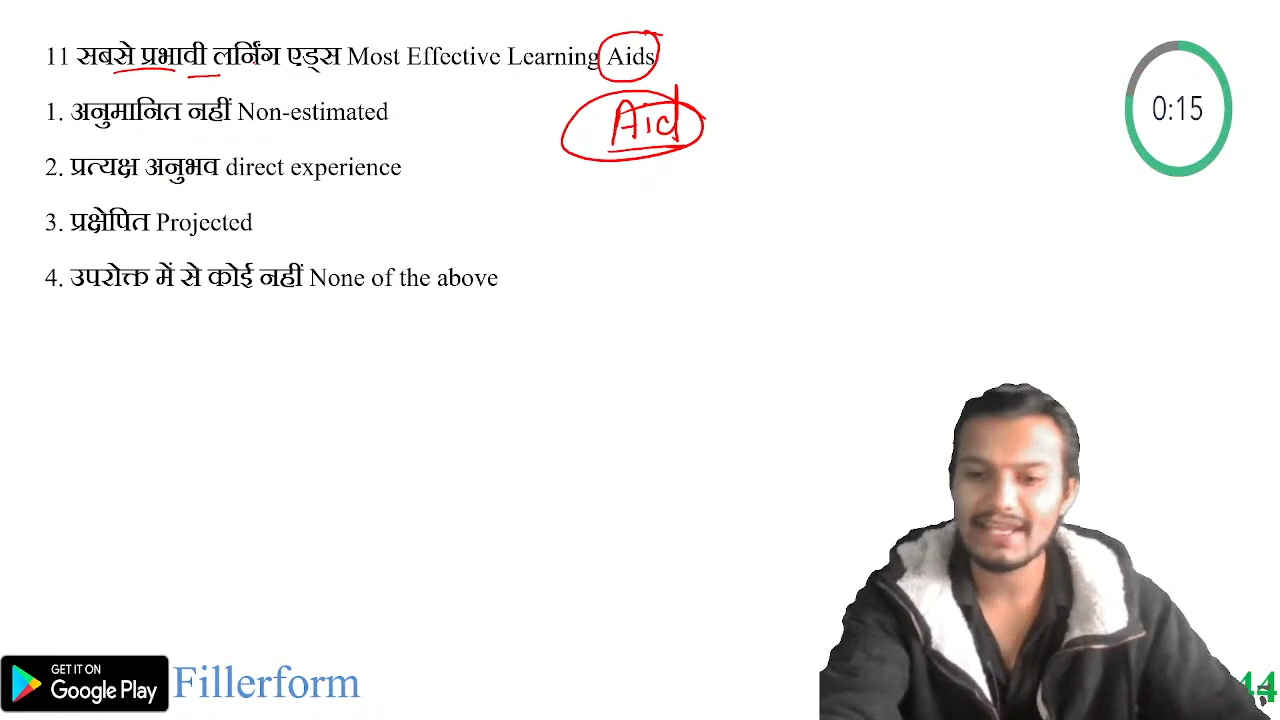 11 सबसे प्रभावी लर्निंग एड्स Most Effective Learning Aids
Aid
0:15
1. अनुमानित नहीं Non-estimated
2. प्रत्यक्ष अनुभव direct experience
3. प्रक्षेपित Projected
4. उपरोक्त में से कोई नहीं None of the above
GET IT ON
Google Play
Fillerform